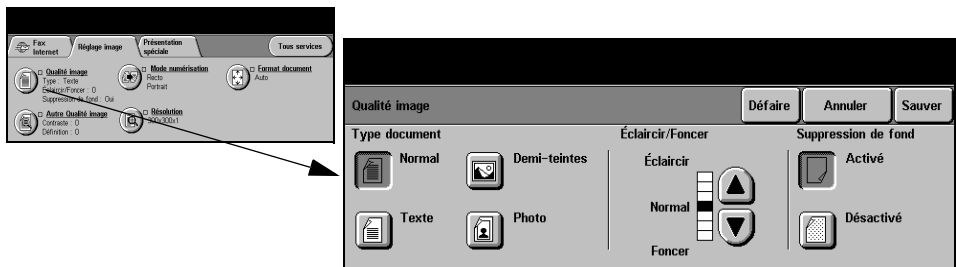 Fax Internet
Réglage image
Présentation spéciale
Tous services
Qualité image
Type : Texte
Éclaircir/Foncer : 0
Suppression de fond : Oui
Mode numérisation
Recto
Portrait
Format document
Auto
Autre Qualité image
Contraste : 0
Définition : 0
Résolution
300x300x1
Qualité image
Défaire
Annuler
Sauver
Type document
Éclaircir/Foncer
Suppression de fond
Normal
Demi-teintes
Éclaircir
Activé
Normal
Texte
Photo
Désactivé
Foncer